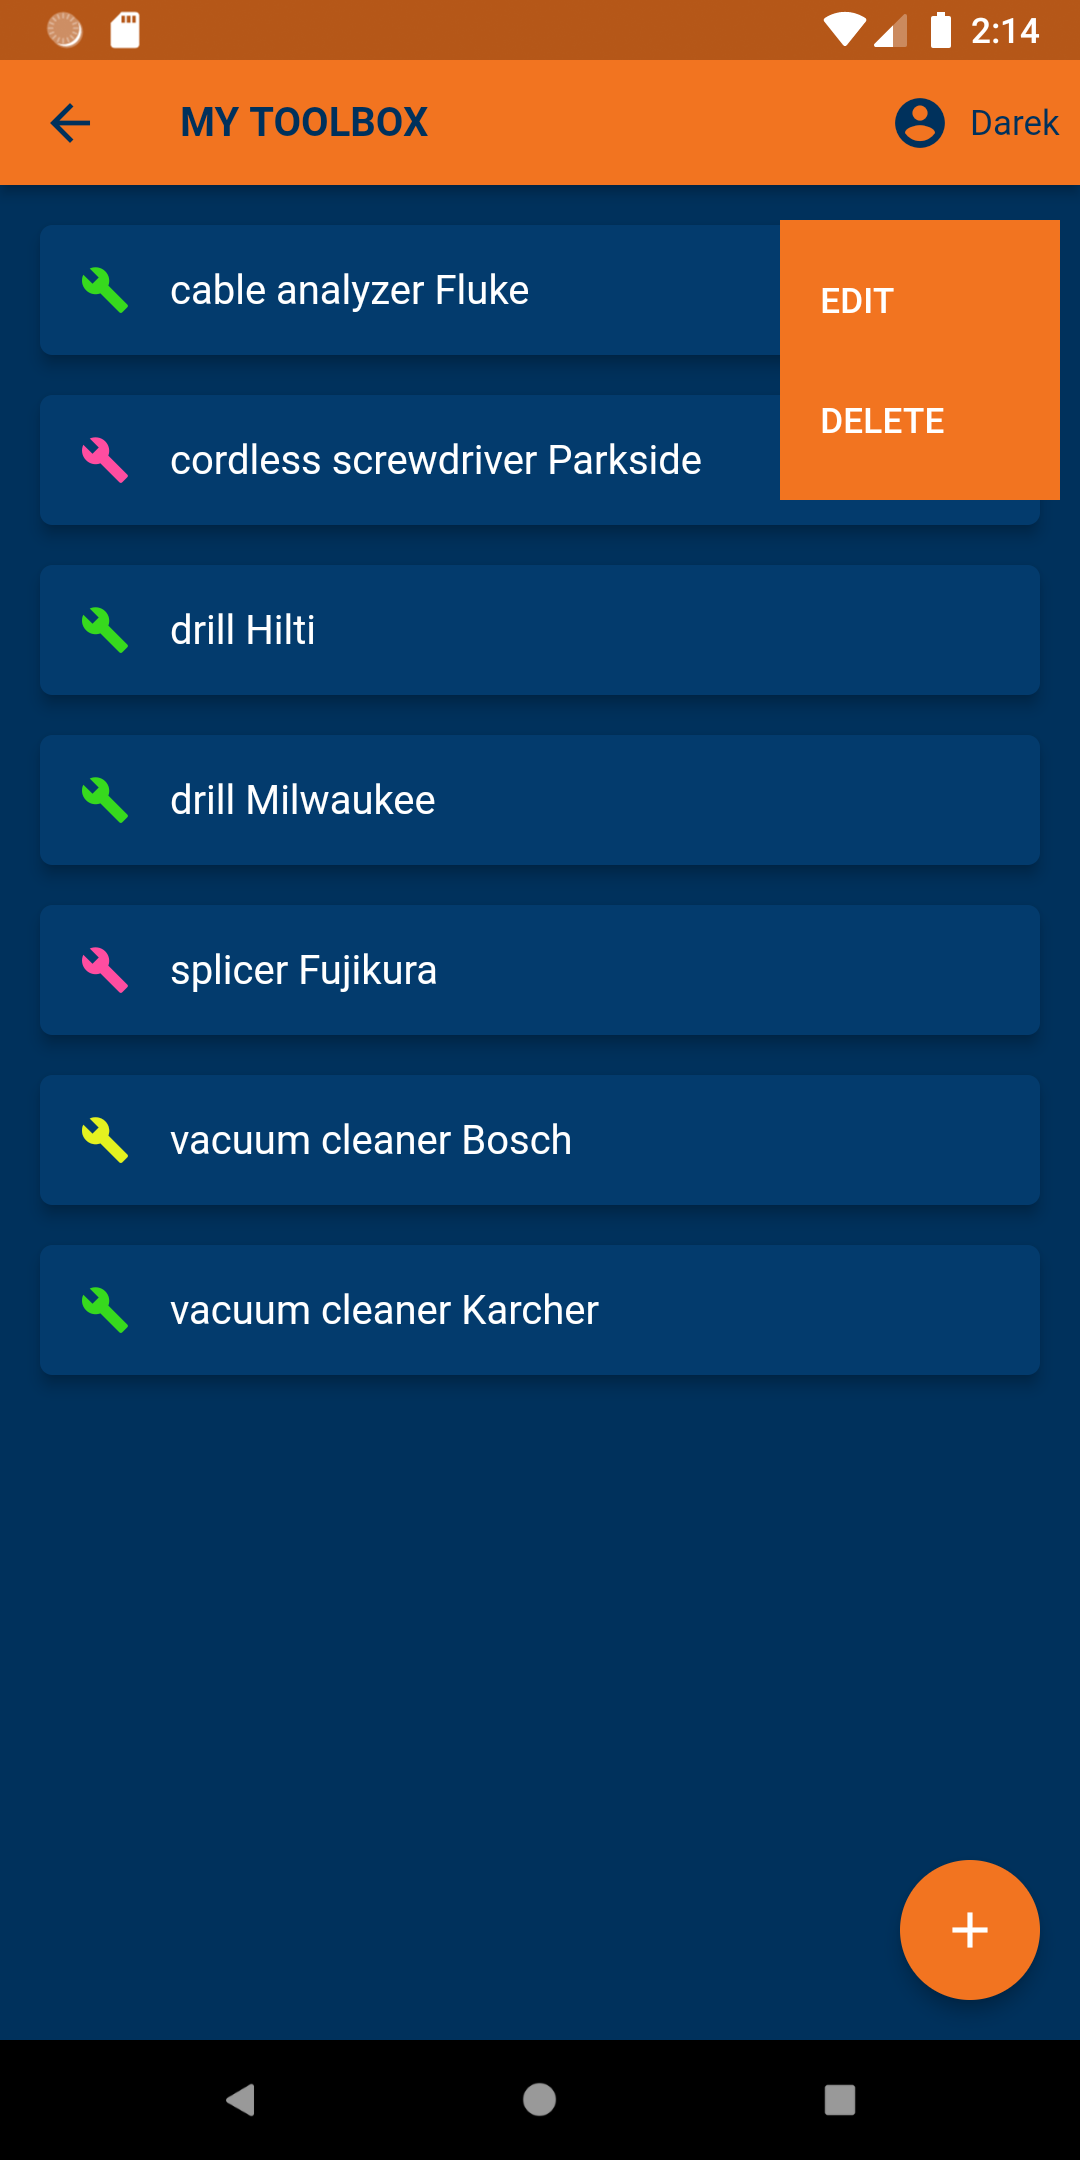 2:14
MY TOOLBOX
Darek
cable analyzer Fluke
EDIT
DELETE
cordless screwdriver Parkside
drill Hilti
drill Milwaukee
splicer Fujikura
vacuum cleaner Bosch
vacuum cleaner Karcher